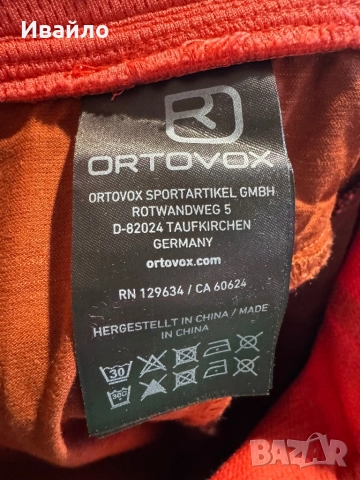 Ивайло
ORTOVOX
ORTOVOX SPORTARTIKEL GMBH
ROTWANDWEG 5
D-82024 TAUFKIRCHEN
GERMANY
ortovox.com
RN 129634 / CA 60624
HERGESTELLT IN CHINA / MADE
IN CHINA
30
BAZAR